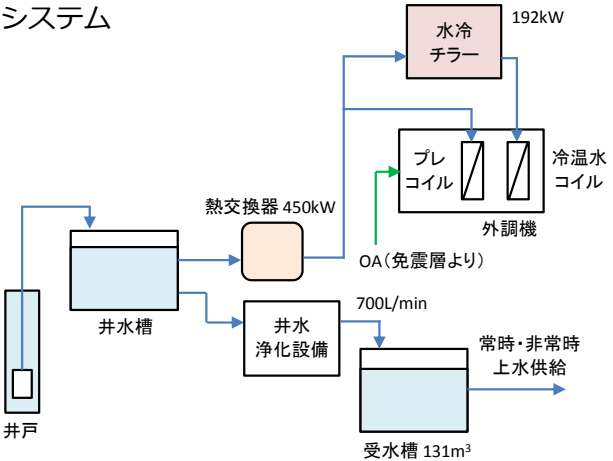 システム
192kW
水冷
チラー
プレ
コイル
冷温水
コイル
外調機
熱交換器 450kW
OA（免震層より）
700L/min
井水槽
井水
浄化設備
常時・非常時
上水供給
井戸
受水槽 131m³